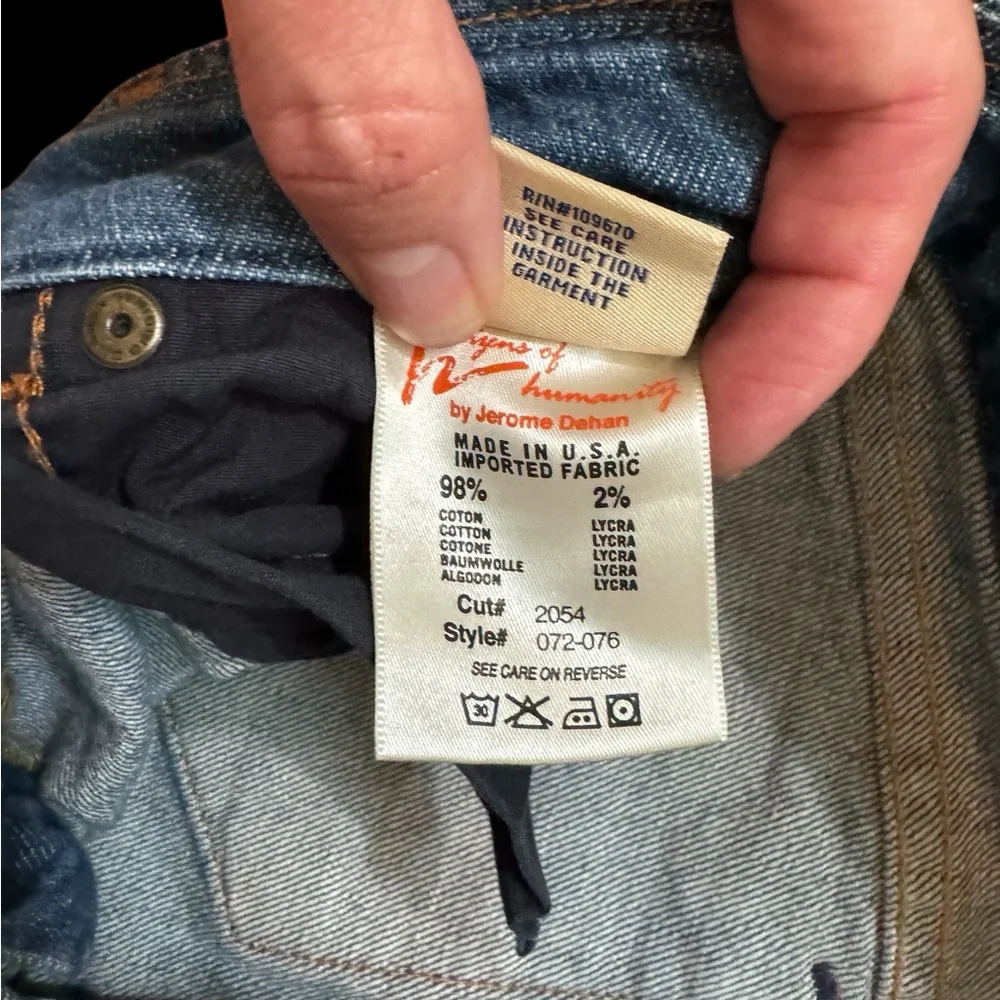 R/N#109670
SEE CARE
INSTRUCTION
INSIDE THE
GARMENT
of
humanity
by Jerome Dahan
MADE IN U.S.A.
IMPORTED FABRIC
98% 2%
COTON LYCRA
COTTON LYCRA
COTONE LYCRA
BAUMWOLLE LYCRA
ALGODON LYCRA
Cut# 2054
Style# 072-076
SEE CARE ON REVERSE
30